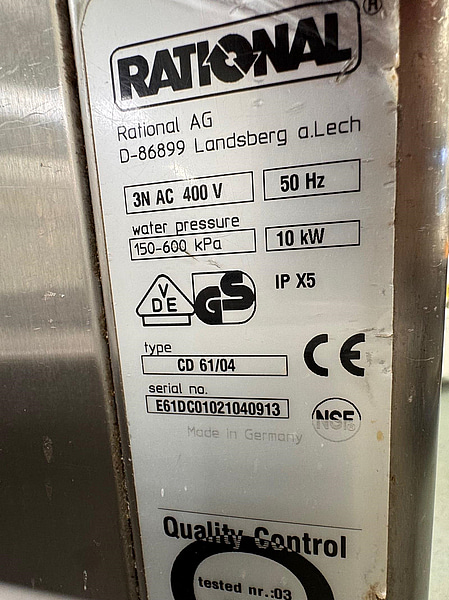 RATIONAL ®
Rational AG
D-86899 Landsberg a.Lech
3N AC 400 V 50 Hz
water pressure
150-600 kPa 10 kW
VDE GS IP X5
type
CD 61/04 CE
serial no.
E61DC01021040913 NSF
Made in Germany
Quality Control
tested nr.:03